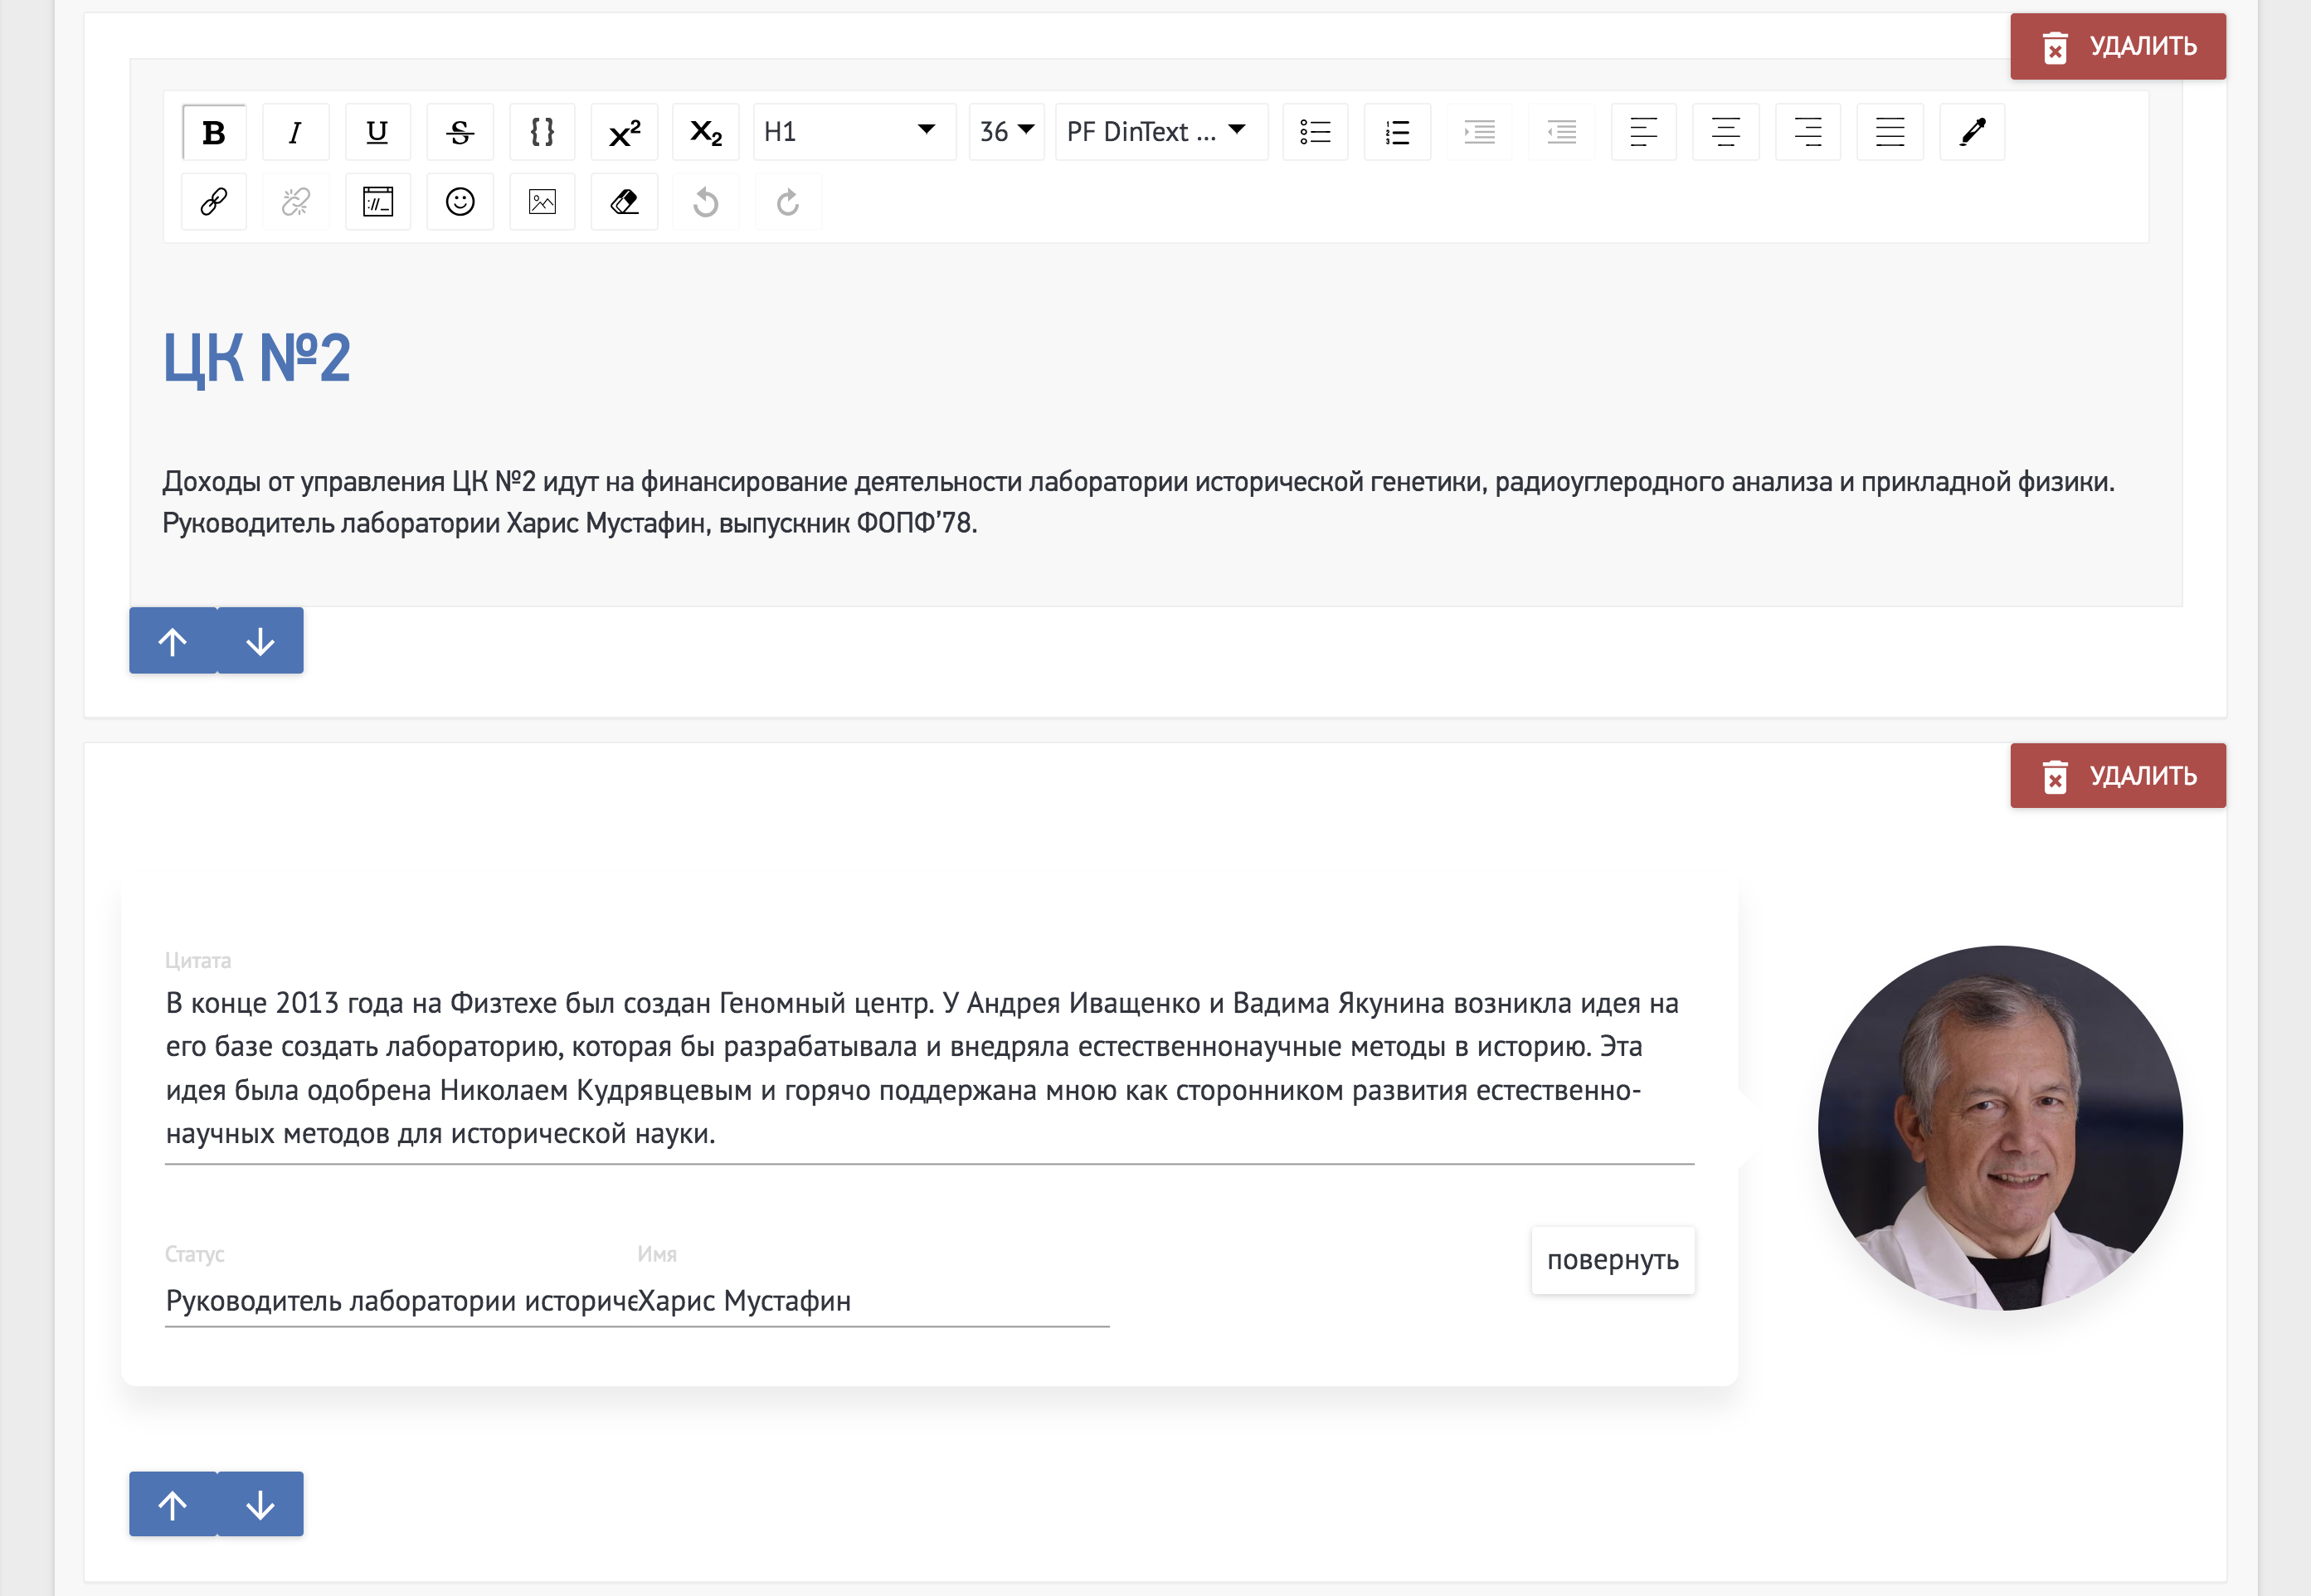 УДАЛИТЬ
B I U S {} x² x₂ H1 36 PF DinText ...
ЦК №2
Доходы от управления ЦК №2 идут на финансирование деятельности лаборатории исторической генетики, радиоуглеродного анализа и прикладной физики.
Руководитель лаборатории Харис Мустафин, выпускник ФОПФ’78.
УДАЛИТЬ
Цитата
В конце 2013 года на Физтехе был создан Геномный центр. У Андрея Иващенко и Вадима Якунина возникла идея на
его базе создать лабораторию, которая бы разрабатывала и внедряла естественнонаучные методы в историю. Эта
идея была одобрена Николаем Кудрявцевым и горячо поддержана мною как сторонником развития естественно-
научных методов для исторической науки.
Статус Имя
повернуть
Руководитель лаборатории историче Харис Мустафин